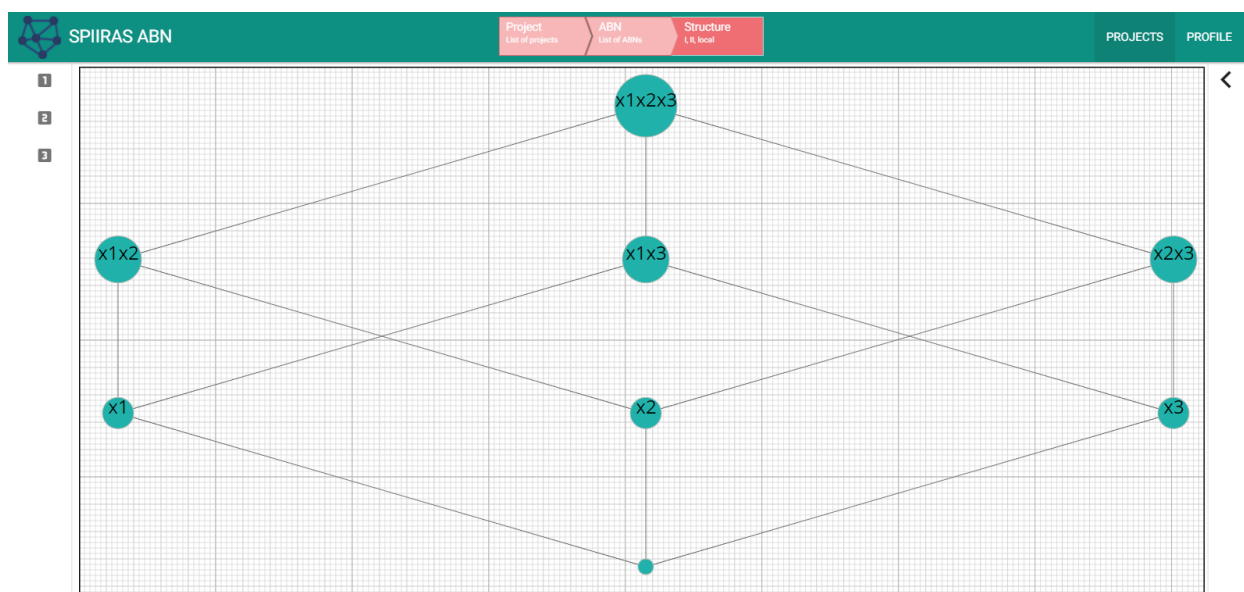 SPIIRAS ABN
Project
List of projects
ABN
List of ABNs
Structure
I, II, local
PROJECTS
PROFILE
1
2
3
x1x2x3
x1x2
x1x3
x2x3
x1
x2
x3